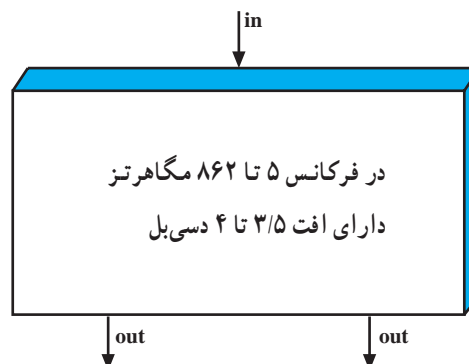 in
در فرکانس ۵ تا ۸۶۲ مگاهرتز
دارای افت ۳/۵ تا ۴ دسی‌بل
out
out